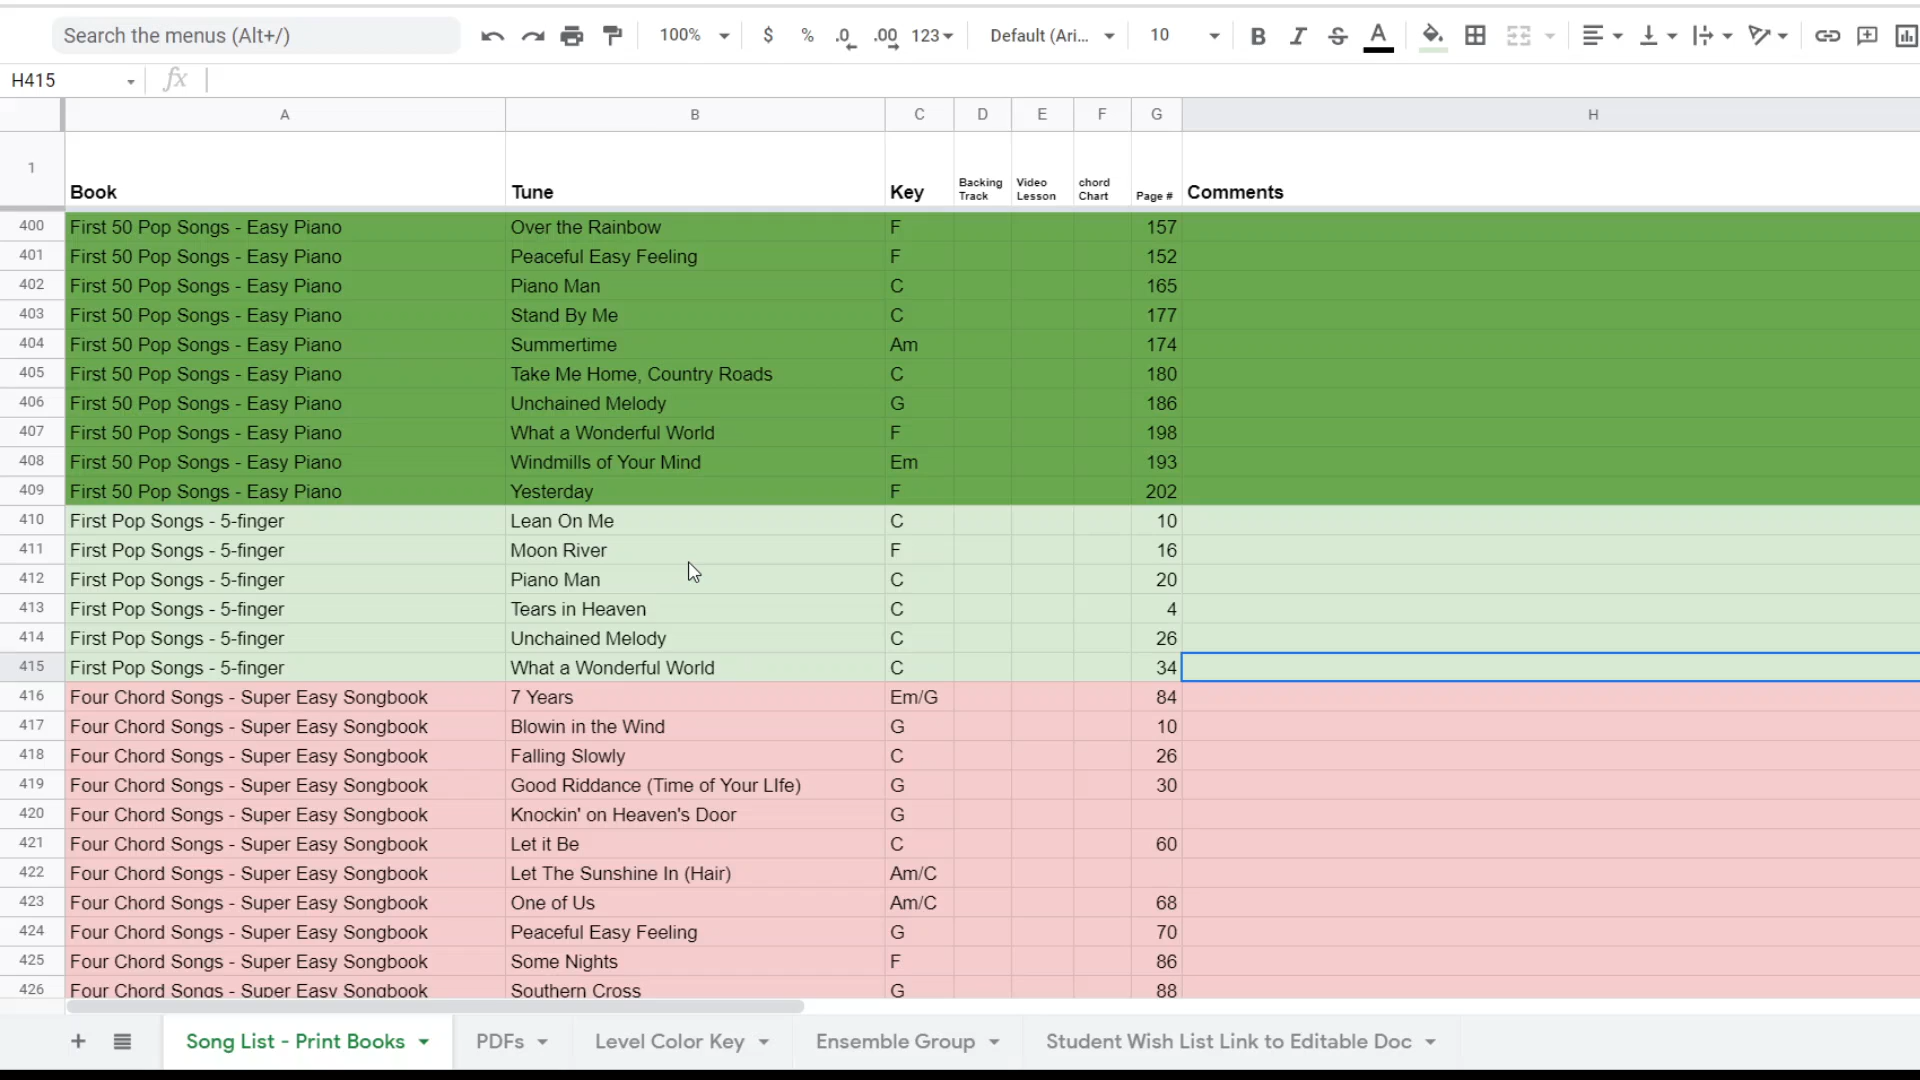 Search the menus (Alt+/) 100% $ % .0 .00 123 Default (Ari... 10 B I S A
H415 fx
A B C D E F G H
1 Book Tune Key Backing Track Video Lesson chord Chart Page # Comments
400 First 50 Pop Songs - Easy Piano Over the Rainbow F 157
401 First 50 Pop Songs - Easy Piano Peaceful Easy Feeling F 152
402 First 50 Pop Songs - Easy Piano Piano Man C 165
403 First 50 Pop Songs - Easy Piano Stand By Me C 177
404 First 50 Pop Songs - Easy Piano Summertime Am 174
405 First 50 Pop Songs - Easy Piano Take Me Home, Country Roads C 180
406 First 50 Pop Songs - Easy Piano Unchained Melody G 186
407 First 50 Pop Songs - Easy Piano What a Wonderful World F 198
408 First 50 Pop Songs - Easy Piano Windmills of Your Mind Em 193
409 First 50 Pop Songs - Easy Piano Yesterday F 202
410 First Pop Songs - 5-finger Lean On Me C 10
411 First Pop Songs - 5-finger Moon River F 16
412 First Pop Songs - 5-finger Piano Man C 20
413 First Pop Songs - 5-finger Tears in Heaven C 4
414 First Pop Songs - 5-finger Unchained Melody C 26
415 First Pop Songs - 5-finger What a Wonderful World C 34
416 Four Chord Songs - Super Easy Songbook 7 Years Em/G 84
417 Four Chord Songs - Super Easy Songbook Blowin in the Wind G 10
418 Four Chord Songs - Super Easy Songbook Falling Slowly C 26
419 Four Chord Songs - Super Easy Songbook Good Riddance (Time of Your LIfe) G 30
420 Four Chord Songs - Super Easy Songbook Knockin' on Heaven's Door G
421 Four Chord Songs - Super Easy Songbook Let it Be C 60
422 Four Chord Songs - Super Easy Songbook Let The Sunshine In (Hair) Am/C
423 Four Chord Songs - Super Easy Songbook One of Us Am/C 68
424 Four Chord Songs - Super Easy Songbook Peaceful Easy Feeling G 70
425 Four Chord Songs - Super Easy Songbook Some Nights F 86
426 Four Chord Songs - Super Easy Songbook Southern Cross G 88
+ Song List - Print Books PDFs Level Color Key Ensemble Group Student Wish List Link to Editable Doc